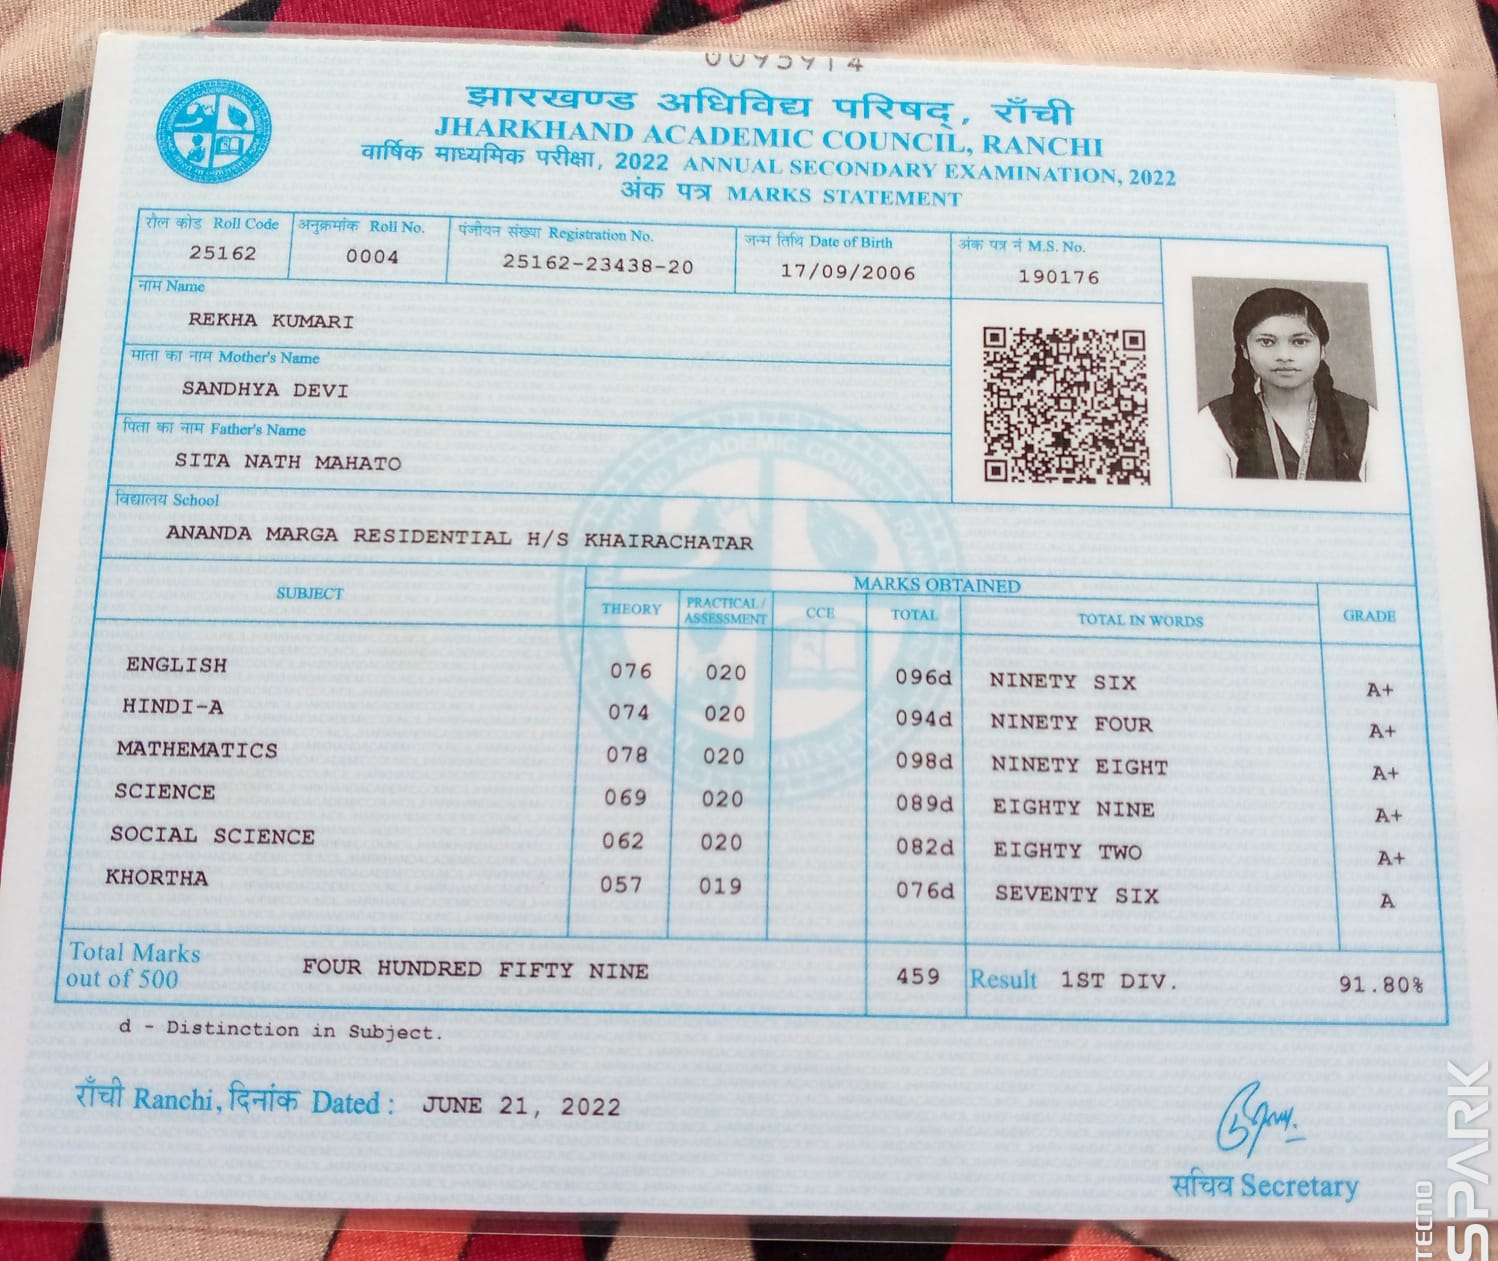 0095914
झारखण्ड अधिविद्य परिषद्, राँची
JHARKHAND ACADEMIC COUNCIL, RANCHI
वार्षिक माध्यमिक परीक्षा, 2022 ANNUAL SECONDARY EXAMINATION, 2022
अंक पत्र MARKS STATEMENT
रौल कोड Roll Code अनुक्रमांक Roll No. पंजीयन संख्या Registration No. जन्म तिथि Date of Birth अंक पत्र नं M.S. No.
25162 0004 25162-23438-20 17/09/2006 190176
नाम Name
REKHA KUMARI
माता का नाम Mother's Name
SANDHYA DEVI
पिता का नाम Father's Name
SITA NATH MAHATO
विद्यालय School
ANANDA MARGA RESIDENTIAL H/S KHAIRACHATAR
SUBJECT MARKS OBTAINED GRADE
THEORY PRACTICAL/ ASSESSMENT CCE TOTAL TOTAL IN WORDS
ENGLISH 076 020 096d NINETY SIX A+
HINDI-A 074 020 094d NINETY FOUR A+
MATHEMATICS 078 020 098d NINETY EIGHT A+
SCIENCE 069 020 089d EIGHTY NINE A+
SOCIAL SCIENCE 062 020 082d EIGHTY TWO A+
KHORTHA 057 019 076d SEVENTY SIX A
Total Marks
out of 500 FOUR HUNDRED FIFTY NINE 459 Result 1ST DIV. 91.80%
d - Distinction in Subject.
राँची Ranchi, दिनांक Dated : JUNE 21, 2022
सचिव Secretary
TECNO
SPARK